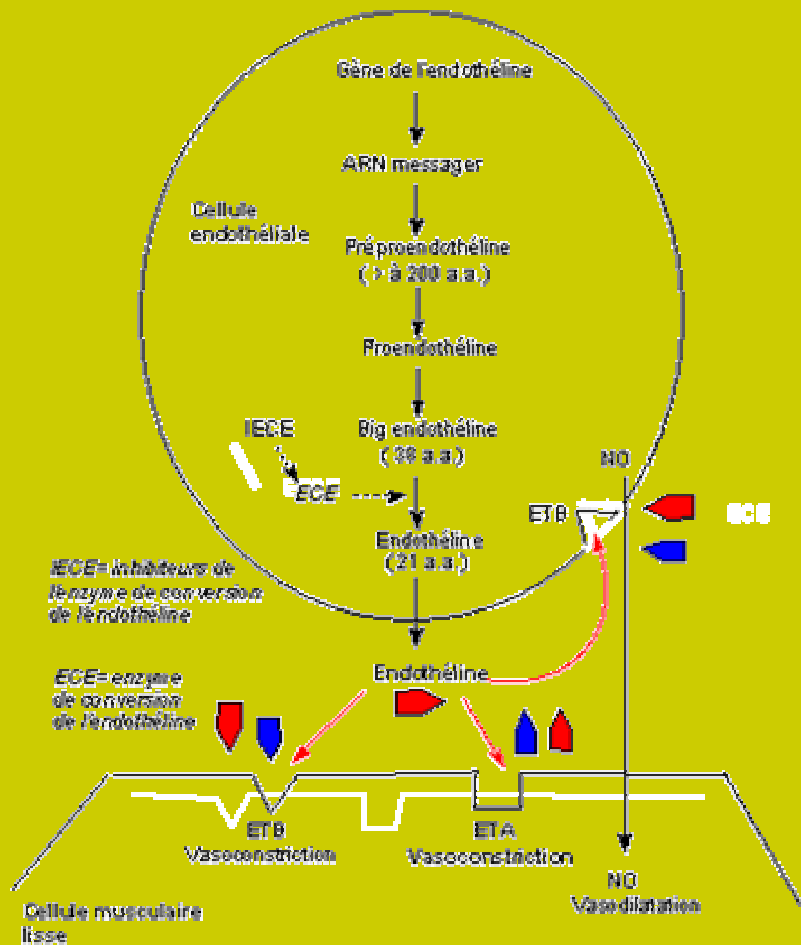 Gène de l'endothéline
ARN messager
Cellule
endothéliale
Préproendothéline
( > à 200 a.a.)
Proendothéline
IECE
Big endothéline
( 38 a.a.)
NO
ECE
ETB
ECE
Endothéline
( 21 a.a.)
IECE= inhibiteurs de
l'enzyme de conversion
de l'endothéline
Endothéline
ECE= enzyme
de conversion
de l'endothéline
ETB
Vasoconstriction
ETA
Vasoconstriction
NO
Vasodilatation
Cellule musculaire
lisse